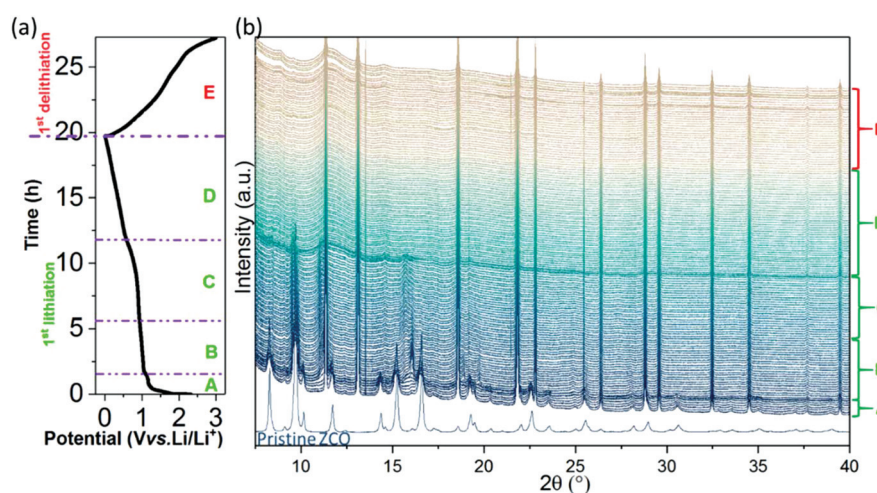 (a)
(b)
1st delithiation
1st lithiation
Time (h)
25
20
15
10
5
0
E
D
C
B
A
0 1 2 3
Potential (Vvs.Li/Li+)
Intensity (a.u.)
Pristine ZCO
10 15 20 25 30 35 40
2θ (°)